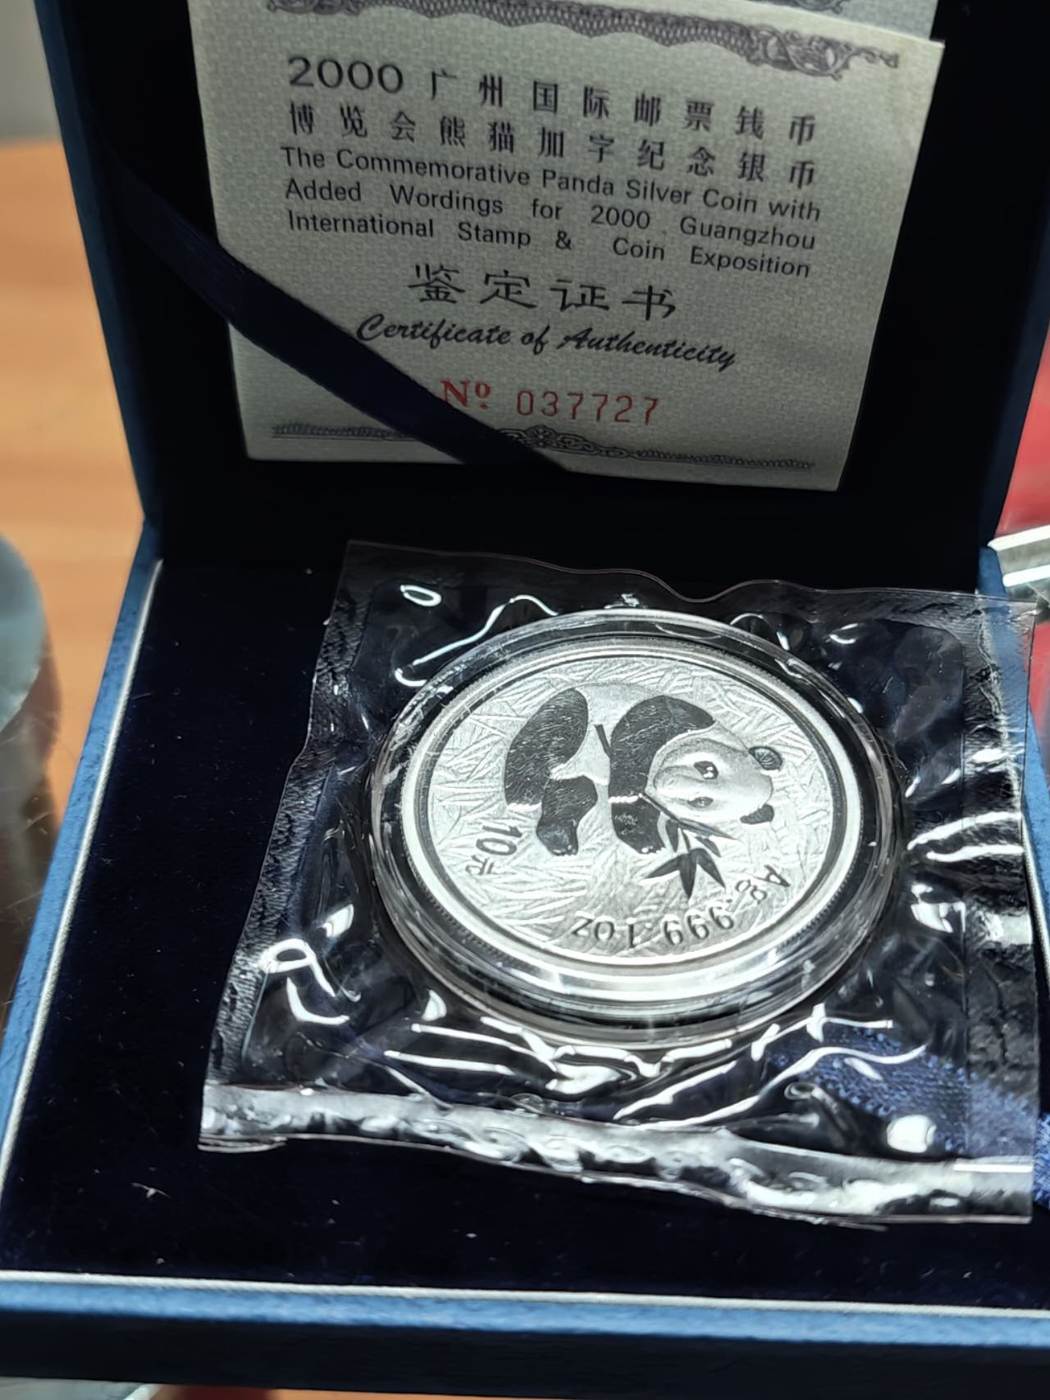 2000 广州国际邮票钱币
博览会熊猫加字纪念银币
The Commemorative Panda Silver Coin with
Added Wordings for 2000 Guangzhou
International Stamp & Coin Exposition
鉴定证书
Certificate of Authenticity
Nº 037727
10元
Ag.999 1oz